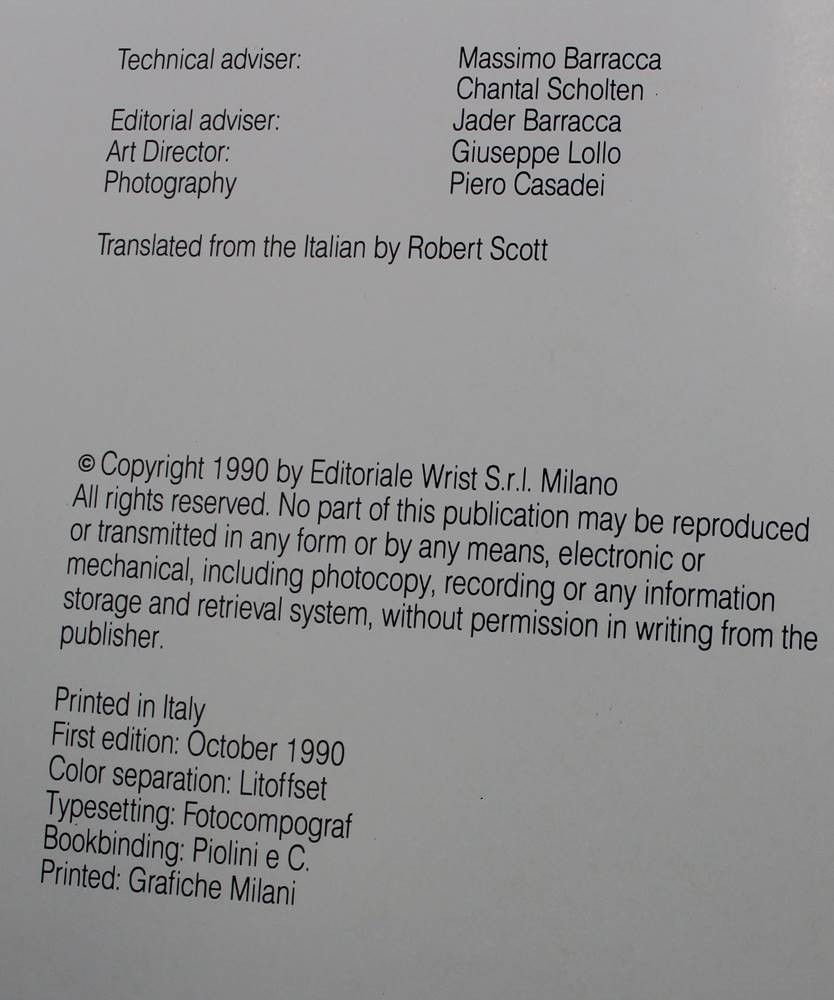 Technical adviser: Massimo Barracca
Chantal Scholten
Editorial adviser: Jader Barracca
Art Director: Giuseppe Lollo
Photography Piero Casadei
Translated from the Italian by Robert Scott
© Copyright 1990 by Editoriale Wrist S.r.l. Milano
All rights reserved. No part of this publication may be reproduced
or transmitted in any form or by any means, electronic or
mechanical, including photocopy, recording or any information
storage and retrieval system, without permission in writing from the
publisher.
Printed in Italy
First edition: October 1990
Color separation: Litoffset
Typesetting: Fotocompograf
Bookbinding: Piolini e C.
Printed: Grafiche Milani